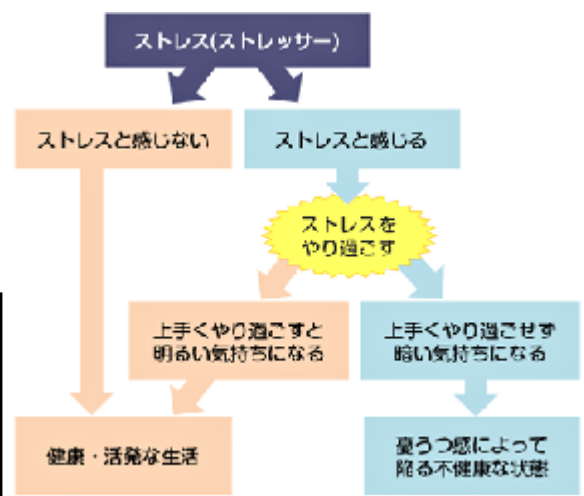 ストレス(ストレッサー)
ストレスと感じない
ストレスと感じる
ストレスを
やり過ごす
上手くやり過ごすと
明るい気持ちになる
上手くやり過ごせず
暗い気持ちになる
健康・活発な生活
憂うつ感によって
陥る不健康な状態